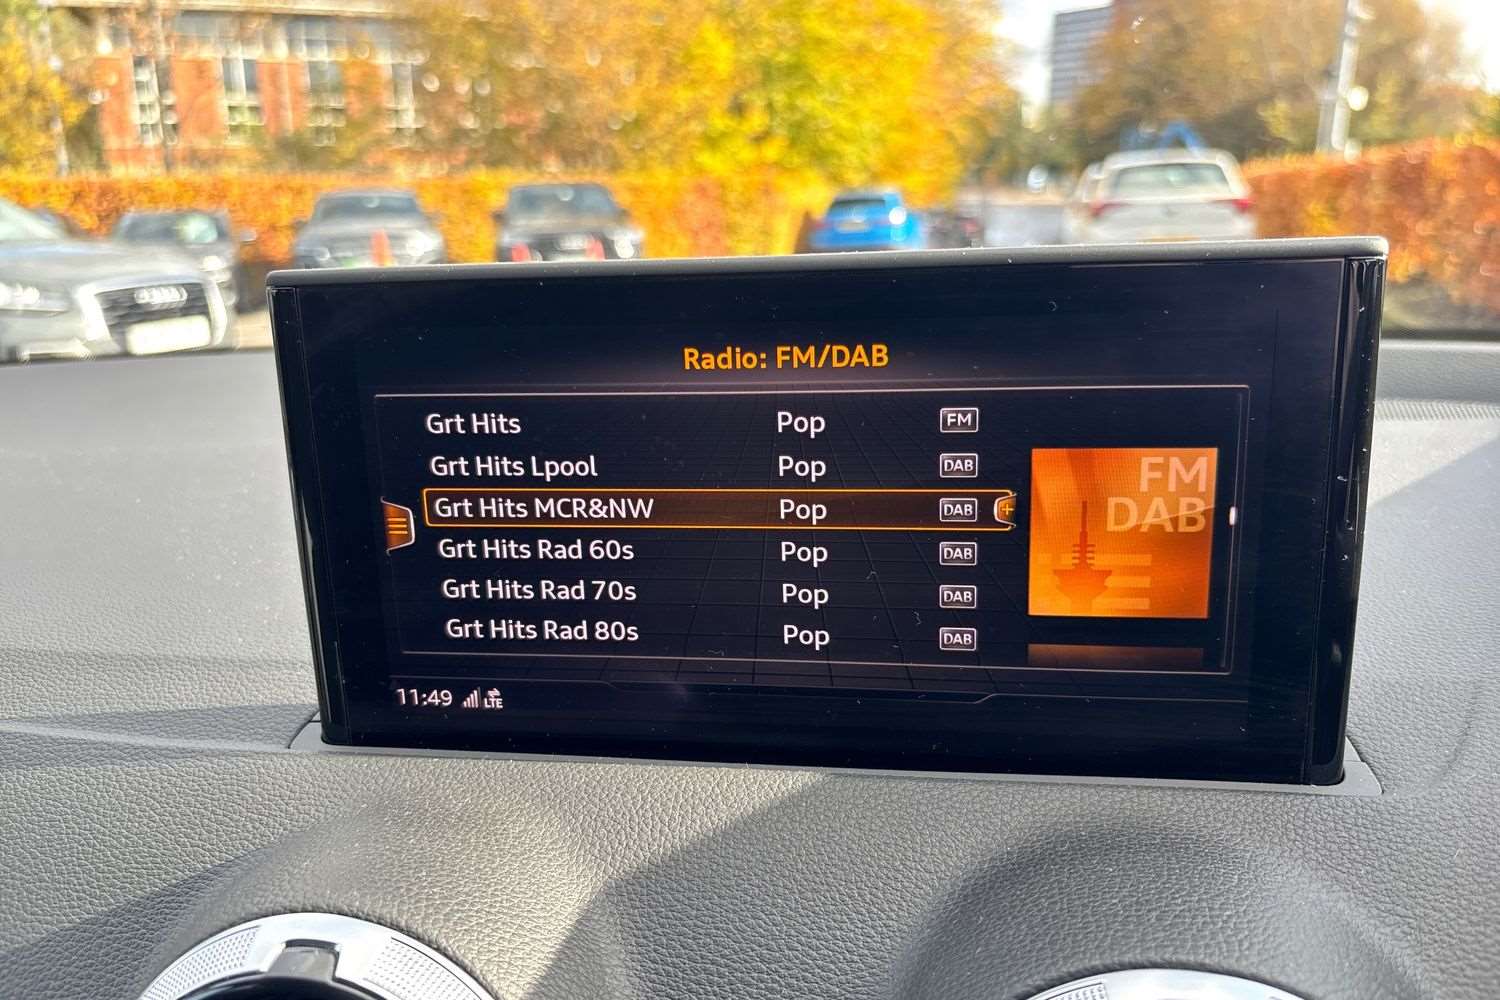 Radio: FM/DAB
Grt Hits Pop FM
Grt Hits Lpool Pop DAB
Grt Hits MCR&NW Pop DAB
Grt Hits Rad 60s Pop DAB
Grt Hits Rad 70s Pop DAB
Grt Hits Rad 80s Pop DAB
FM
DAB
11:49 LTE